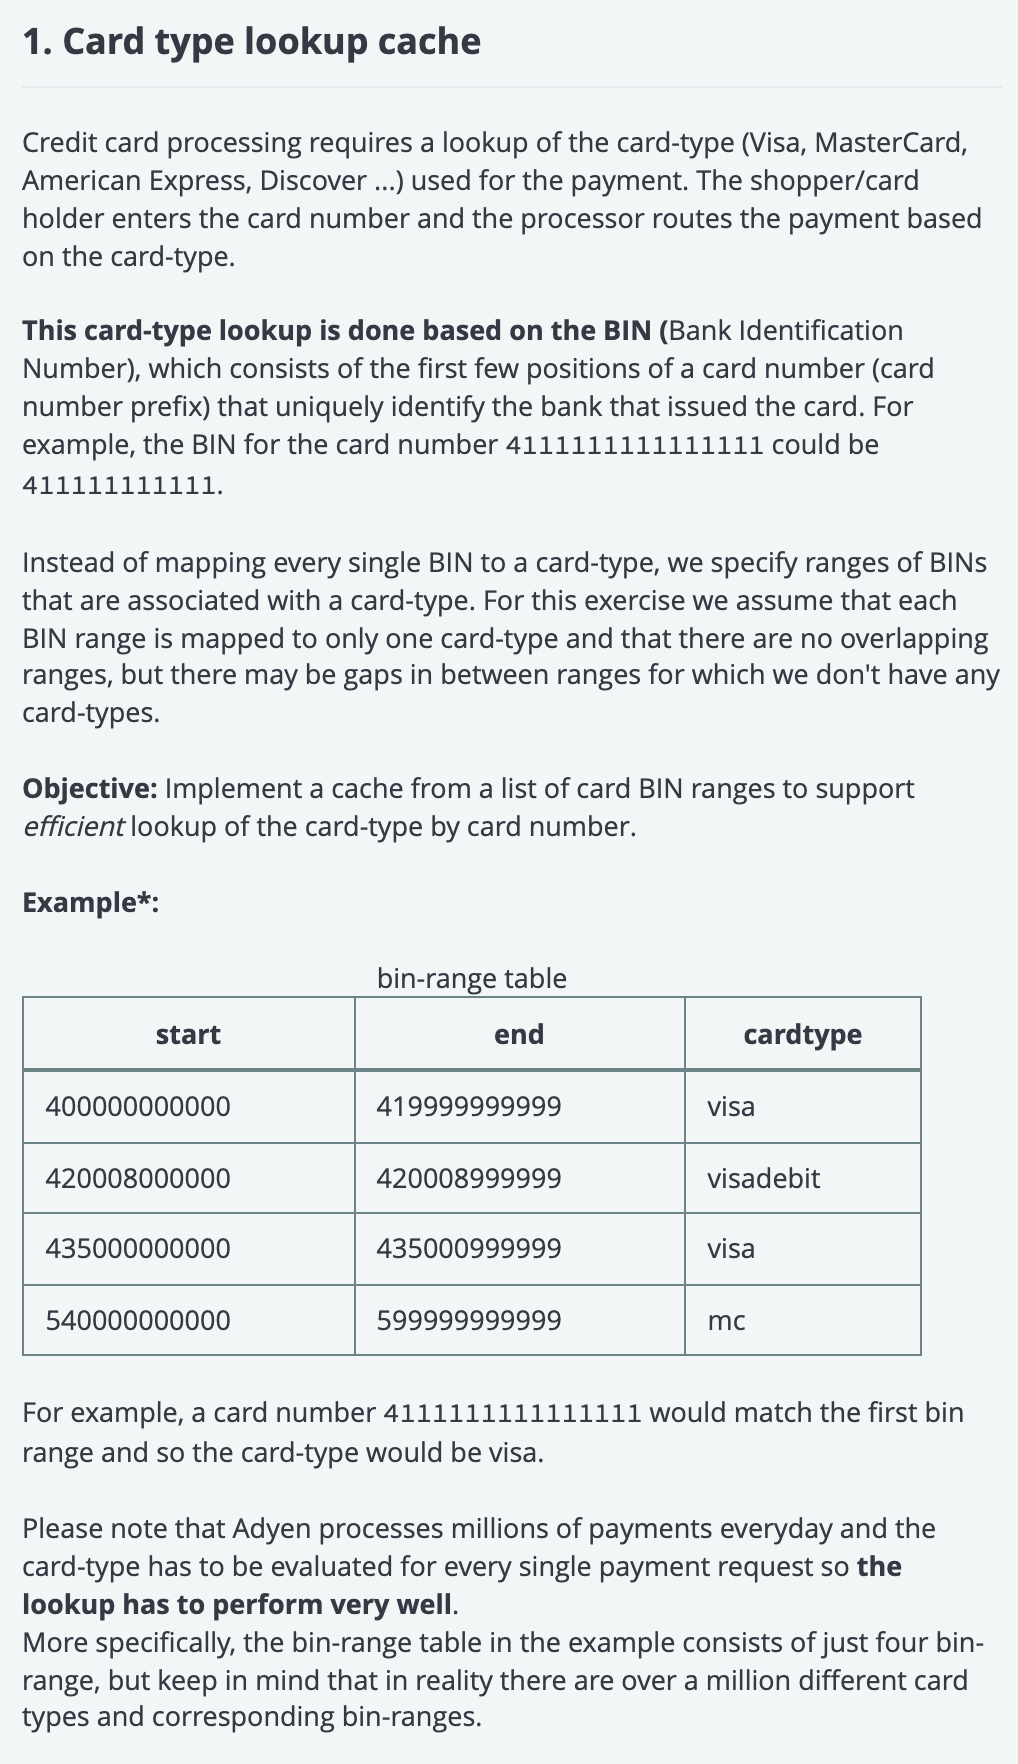 1. Card type lookup cache
Credit card processing requires a lookup of the card-type (Visa, MasterCard,
American Express, Discover ...) used for the payment. The shopper/card
holder enters the card number and the processor routes the payment based
on the card-type.
This card-type lookup is done based on the BIN (Bank Identification
Number), which consists of the first few positions of a card number (card
number prefix) that uniquely identify the bank that issued the card. For
example, the BIN for the card number 4111111111111111 could be
411111111111.
Instead of mapping every single BIN to a card-type, we specify ranges of BINs
that are associated with a card-type. For this exercise we assume that each
BIN range is mapped to only one card-type and that there are no overlapping
ranges, but there may be gaps in between ranges for which we don't have any
card-types.
Objective: Implement a cache from a list of card BIN ranges to support
efficient lookup of the card-type by card number.
Example*:
bin-range table
start end cardtype
400000000000 419999999999 visa
420008000000 420008999999 visadebit
435000000000 435000999999 visa
540000000000 599999999999 mc
For example, a card number 4111111111111111 would match the first bin
range and so the card-type would be visa.
Please note that Adyen processes millions of payments everyday and the
card-type has to be evaluated for every single payment request so the
lookup has to perform very well.
More specifically, the bin-range table in the example consists of just four bin-
range, but keep in mind that in reality there are over a million different card
types and corresponding bin-ranges.